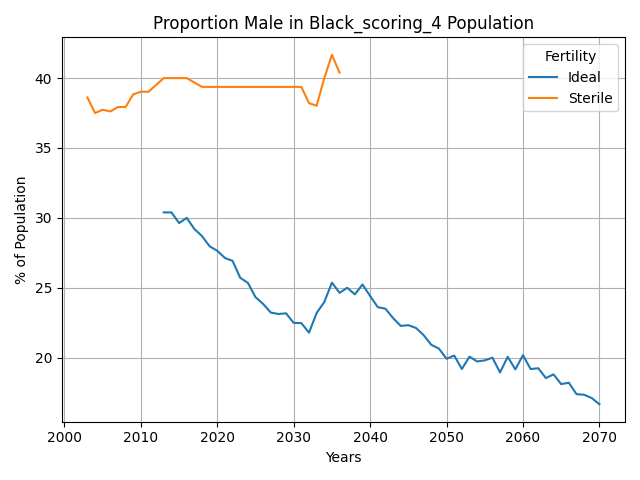 Proportion Male in Black_scoring_4 Population
Fertility
Ideal
Sterile
% of Population
40
35
30
25
20
2000 2010 2020 2030 2040 2050 2060 2070
Years